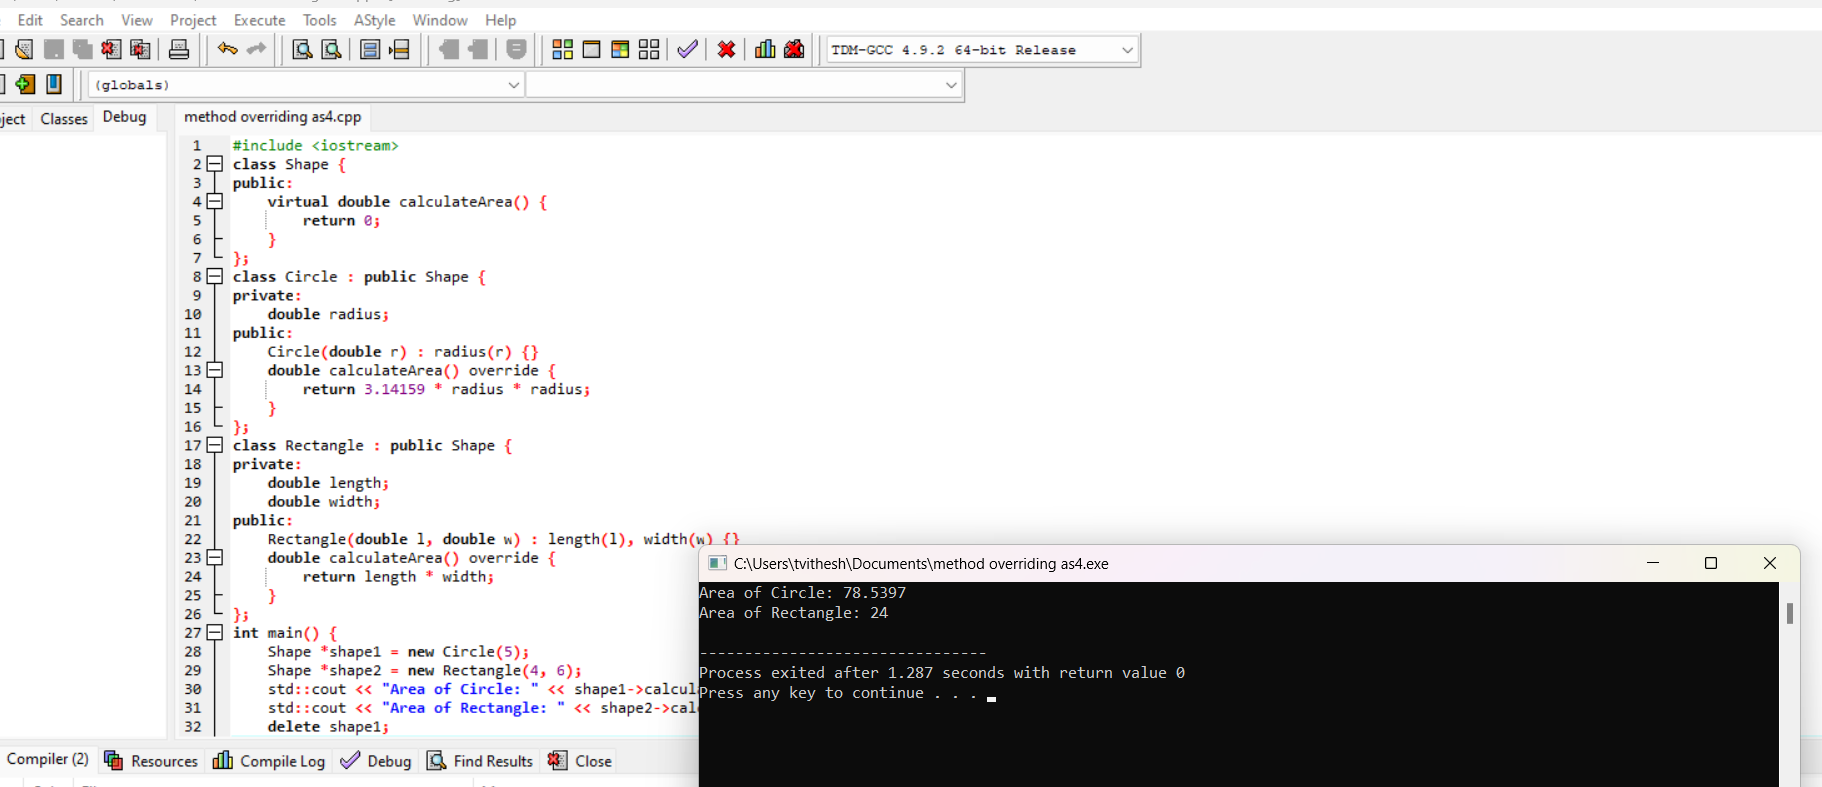 Edit Search View Project Execute Tools AStyle Window Help
TDM-GCC 4.9.2 64-bit Release
(globals)
Classes Debug
method overriding as4.cpp
1 #include <iostream>
2 class Shape {
3 public:
4 virtual double calculateArea() {
5 return 0;
6 }
7 };
8 class Circle : public Shape {
9 private:
10 double radius;
11 public:
12 Circle(double r) : radius(r) {}
13 double calculateArea() override {
14 return 3.14159 * radius * radius;
15 }
16 };
17 class Rectangle : public Shape {
18 private:
19 double length;
20 double width;
21 public:
22 Rectangle(double l, double w) : length(l), width(w) {}
23 double calculateArea() override {
24 return length * width;
25 }
26 };
27 int main() {
28 Shape *shape1 = new Circle(5);
29 Shape *shape2 = new Rectangle(4, 6);
30 std::cout << "Area of Circle: " << shape1->calcul
31 std::cout << "Area of Rectangle: " << shape2->cal
32 delete shape1;
C:\Users\tvithesh\Documents\method overriding as4.exe
Area of Circle: 78.5397
Area of Rectangle: 24
--------------------------------
Process exited after 1.287 seconds with return value 0
Press any key to continue . . .
Compiler (2) Resources Compile Log Debug Find Results Close